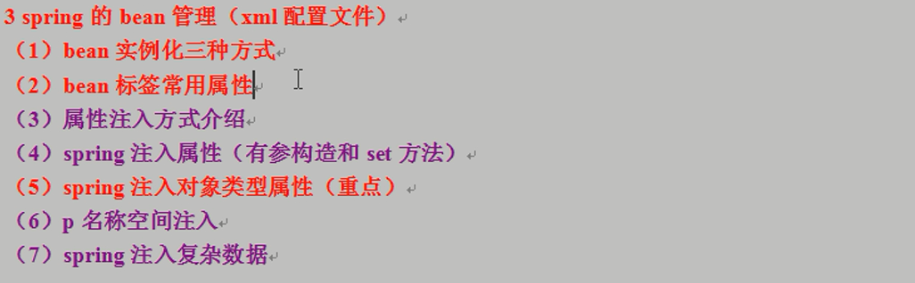 3 spring 的 bean 管理（xml 配置文件）
（1）bean 实例化三种方式
（2）bean 标签常用属性
（3）属性注入方式介绍
（4）spring 注入属性（有参构造和 set 方法）
（5）spring 注入对象类型属性（重点）
（6）p 名称空间注入
（7）spring 注入复杂数据